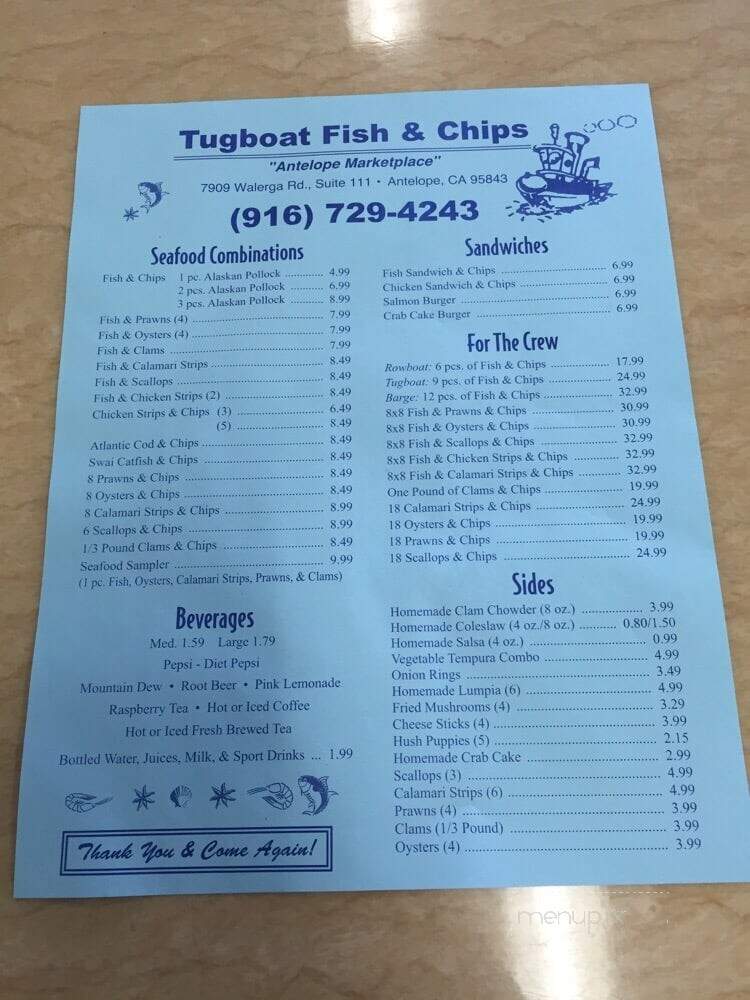 Tugboat Fish & Chips
"Antelope Marketplace"
7909 Walerga Rd., Suite 111 • Antelope, CA 95843
(916) 729-4243
Seafood Combinations
Fish & Chips 1 pc. Alaskan Pollock ............ 4.99
2 pcs. Alaskan Pollock .......... 6.99
3 pcs. Alaskan Pollock .......... 8.99
Fish & Prawns (4) .......... 7.99
Fish & Oysters (4) .......... 7.99
Fish & Clams .......... 7.99
Fish & Calamari Strips .......... 8.49
Fish & Scallops .......... 8.49
Fish & Chicken Strips (2) .......... 8.49
Chicken Strips & Chips (3) .......... 6.49
(5) .......... 8.49
Atlantic Cod & Chips .......... 8.49
Swai Catfish & Chips .......... 8.49
8 Prawns & Chips .......... 8.49
8 Oysters & Chips .......... 8.49
8 Calamari Strips & Chips .......... 8.99
6 Scallops & Chips .......... 8.99
1/3 Pound Clams & Chips .......... 8.49
Seafood Sampler .......... 9.99
(1 pc. Fish, Oysters, Calamari Strips, Prawns, & Clams)
Beverages
Med. 1.59 Large 1.79
Pepsi - Diet Pepsi
Mountain Dew • Root Beer • Pink Lemonade
Raspberry Tea • Hot or Iced Coffee
Hot or Iced Fresh Brewed Tea
Bottled Water, Juices, Milk, & Sport Drinks ... 1.99
Thank You & Come Again!
Sandwiches
Fish Sandwich & Chips .......... 6.99
Chicken Sandwich & Chips .......... 6.99
Salmon Burger .......... 6.99
Crab Cake Burger .......... 6.99
For The Crew
Rowboat: 6 pcs. of Fish & Chips .......... 17.99
Tugboat: 9 pcs. of Fish & Chips .......... 24.99
Barge: 12 pcs. of Fish & Chips .......... 32.99
8x8 Fish & Prawns & Chips .......... 30.99
8x8 Fish & Oysters & Chips .......... 30.99
8x8 Fish & Scallops & Chips .......... 32.99
8x8 Fish & Chicken Strips & Chips .......... 32.99
8x8 Fish & Calamari Strips & Chips .......... 32.99
One Pound of Clams & Chips .......... 19.99
18 Calamari Strips & Chips .......... 24.99
18 Oysters & Chips .......... 19.99
18 Prawns & Chips .......... 19.99
18 Scallops & Chips .......... 24.99
Sides
Homemade Clam Chowder (8 oz.) .......... 3.99
Homemade Coleslaw (4 oz./8 oz.) .......... 0.80/1.50
Homemade Salsa (4 oz.) .......... 0.99
Vegetable Tempura Combo .......... 4.99
Onion Rings .......... 3.49
Homemade Lumpia (6) .......... 4.99
Fried Mushrooms (4) .......... 3.29
Cheese Sticks (4) .......... 3.99
Hush Puppies (5) .......... 2.15
Homemade Crab Cake .......... 2.99
Scallops (3) .......... 4.99
Calamari Strips (6) .......... 4.99
Prawns (4) .......... 3.99
Clams (1/3 Pound) .......... 3.99
Oysters (4) .......... 3.99